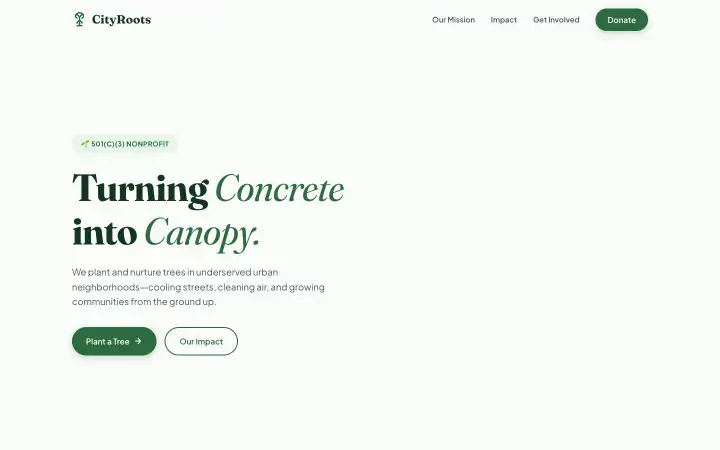 CityRoots
Our Mission
Impact
Get Involved
Donate
501(C)(3) NONPROFIT
Turning Concrete
into Canopy.
We plant and nurture trees in underserved urban
neighborhoods—cooling streets, cleaning air, and growing
communities from the ground up.
Plant a Tree →
Our Impact